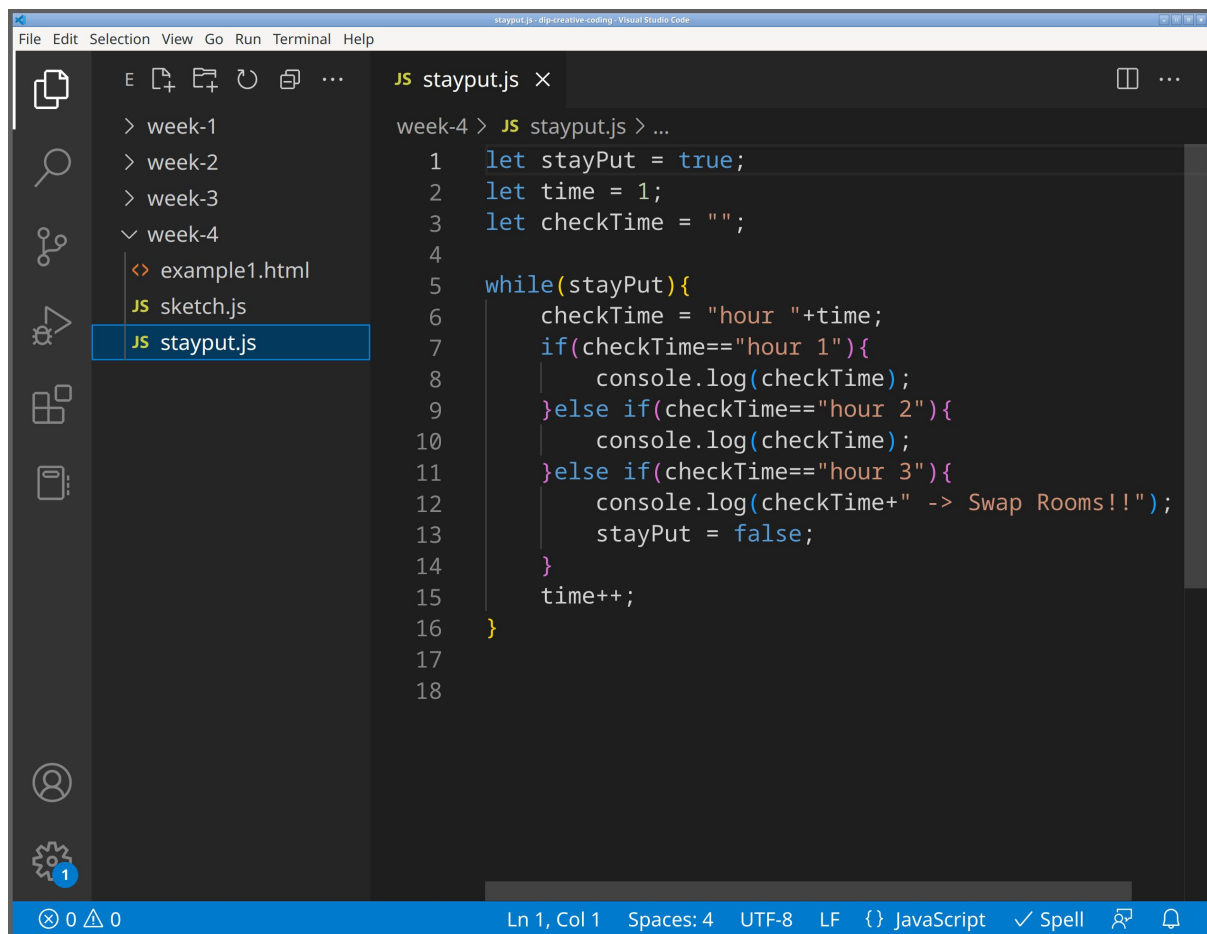 stayput.js - dip-creative-coding - Visual Studio Code
File Edit Selection View Go Run Terminal Help
E ...
JS stayput.js ×
...
> week-1
> week-2
> week-3
week-4
<> example1.html
JS sketch.js
JS stayput.js
week-4 > JS stayput.js > ...
1 let stayPut = true;
2 let time = 1;
3 let checkTime = "";
4
5 while(stayPut){
6     checkTime = "hour "+time;
7     if(checkTime=="hour 1"){
8         console.log(checkTime);
9     }else if(checkTime=="hour 2"){
10         console.log(checkTime);
11     }else if(checkTime=="hour 3"){
12         console.log(checkTime+" -> Swap Rooms!!");
13         stayPut = false;
14     }
15     time++;
16 }
17
18
1
0 0
Ln 1, Col 1 Spaces: 4 UTF-8 LF {} JavaScript ✓ Spell